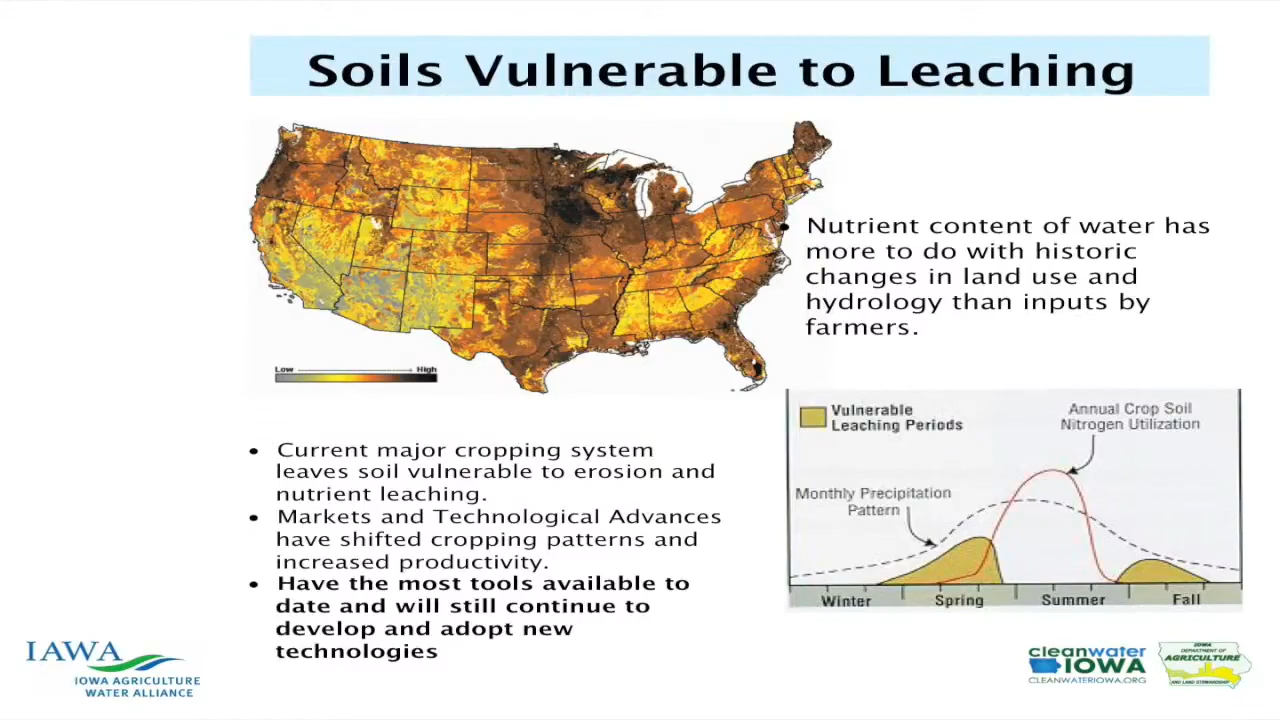 Soils Vulnerable to Leaching
Low
High
• Nutrient content of water has
more to do with historic
changes in land use and
hydrology than inputs by
farmers.
• Current major cropping system
leaves soil vulnerable to erosion and
nutrient leaching.
• Markets and Technological Advances
have shifted cropping patterns and
increased productivity.
• Have the most tools available to
date and will still continue to
develop and adopt new
technologies
Vulnerable
Leaching Periods
Annual Crop Soil
Nitrogen Utilization
Monthly Precipitation
Pattern
Winter
Spring
Summer
Fall
IAWA
IOWA AGRICULTURE
WATER ALLIANCE
cleanwater
IOWA
CLEANWATERIOWA.ORG
IOWA
DEPARTMENT OF
AGRICULTURE
AND LAND STEWARDSHIP